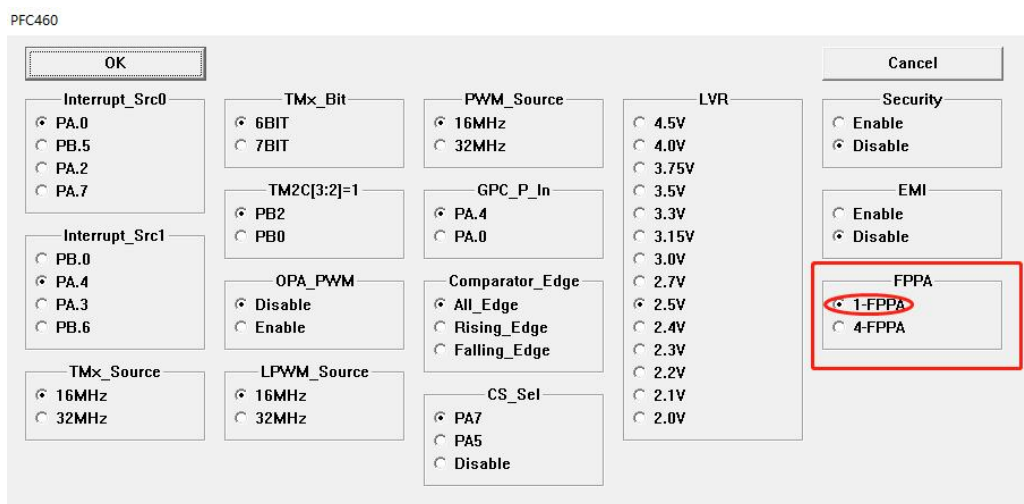 PFC460
OK
Cancel
Interrupt_Src0
PA.0
PB.5
PA.2
PA.7
Interrupt_Src1
PB.0
PA.4
PA.3
PB.6
TMx_Source
16MHz
32MHz
TMx_Bit
6BIT
7BIT
TM2C[3:2]=1
PB2
PB0
OPA_PWM
Disable
Enable
LPWM_Source
16MHz
32MHz
PWM_Source
16MHz
32MHz
GPC_P_In
PA.4
PA.0
Comparator_Edge
All_Edge
Rising_Edge
Falling_Edge
CS_Sel
PA7
PA5
Disable
LVR
4.5V
4.0V
3.75V
3.5V
3.3V
3.15V
3.0V
2.7V
2.5V
2.4V
2.3V
2.2V
2.1V
2.0V
Security
Enable
Disable
EMI
Enable
Disable
FPPA
1-FPPA
4-FPPA